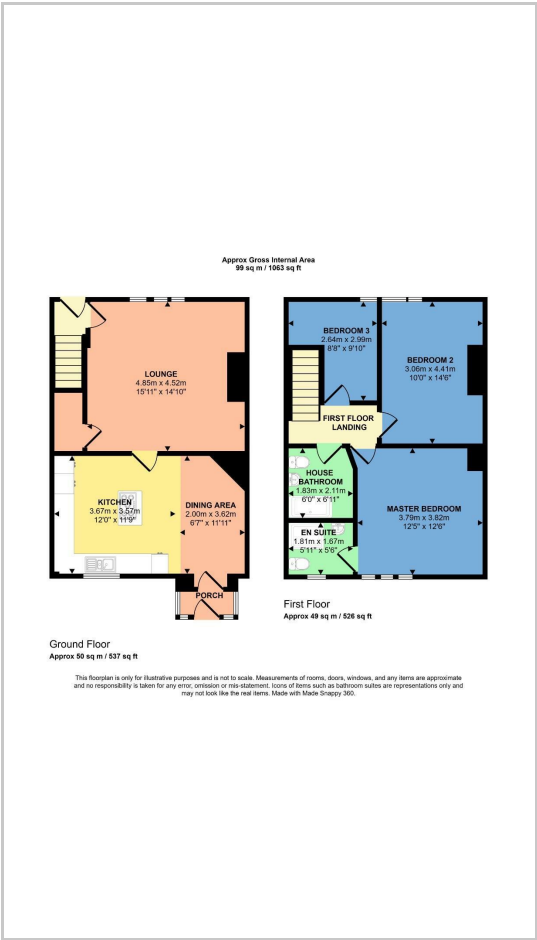 Approx Gross Internal Area
99 sq m / 1063 sq ft
LOUNGE
4.85m x 4.52m
15'11" x 14'10"
KITCHEN
3.67m x 3.57m
12'0" x 11'9"
DINING AREA
2.00m x 3.62m
6'7" x 11'11"
PORCH
Ground Floor
Approx 50 sq m / 537 sq ft
BEDROOM 3
2.64m x 2.99m
8'8" x 9'10"
BEDROOM 2
3.06m x 4.41m
10'0" x 14'6"
FIRST FLOOR
LANDING
HOUSE
BATHROOM
1.83m x 2.11m
6'0" x 6'11"
MASTER BEDROOM
3.79m x 3.82m
12'5" x 12'6"
EN SUITE
1.81m x 1.67m
5'11" x 5'6"
First Floor
Approx 49 sq m / 526 sq ft
This floorplan is only for illustrative purposes and is not to scale. Measurements of rooms, doors, windows, and any items are approximate
and no responsibility is taken for any error, omission or mis-statement. Icons of items such as bathroom suites are representations only and
may not look like the real items. Made with Made Snappy 360.